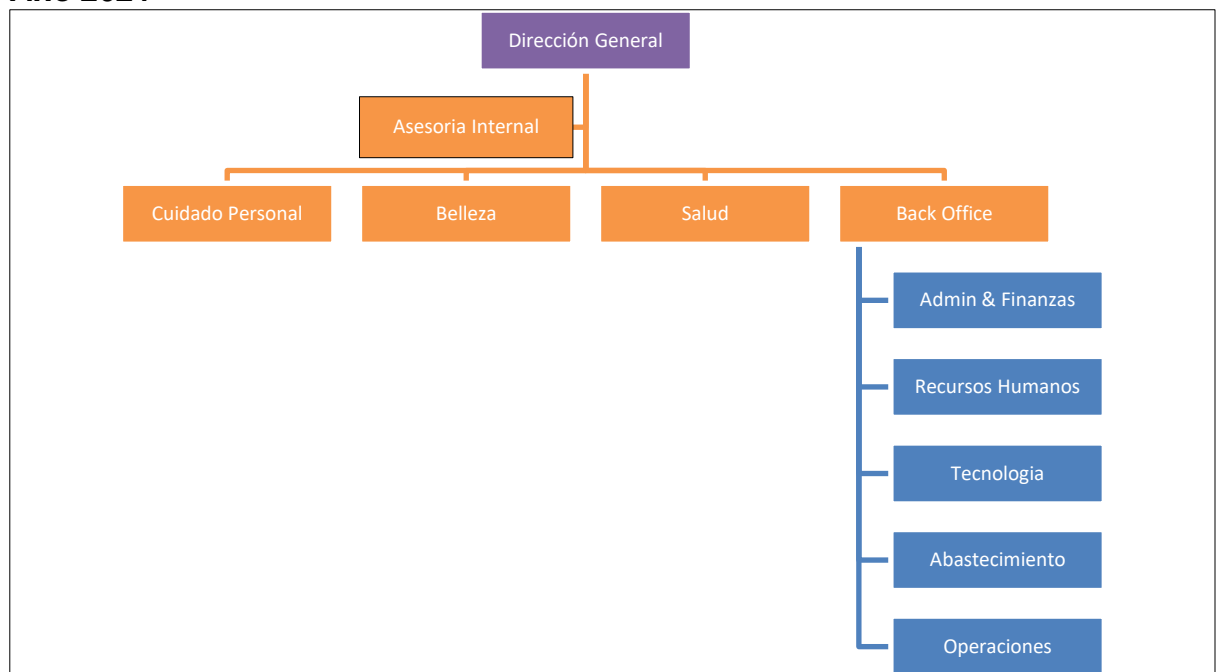 Dirección General
Asesoria Internal
Cuidado Personal
Belleza
Salud
Back Office
Admin & Finanzas
Recursos Humanos
Tecnologia
Abastecimiento
Operaciones